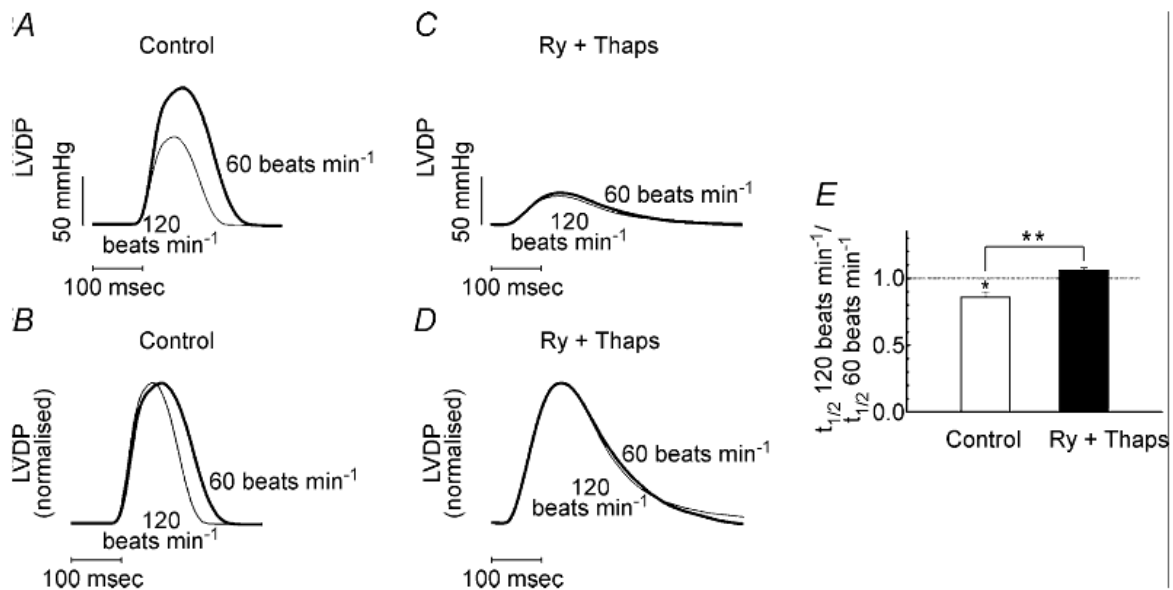 A
Control
LVDP
50 mmHg
60 beats min-1
120
beats min-1
100 msec
B
Control
LVDP
(normalised)
60 beats min-1
120
beats min-1
100 msec
C
Ry + Thaps
LVDP
50 mmHg
60 beats min-1
120
beats min-1
100 msec
D
Ry + Thaps
LVDP
(normalised)
60 beats min-1
120
beats min-1
100 msec
E
t1/2 120 beats min-1/
t1/2 60 beats min-1
**
1.0
*
0.5
0.0
Control Ry + Thaps